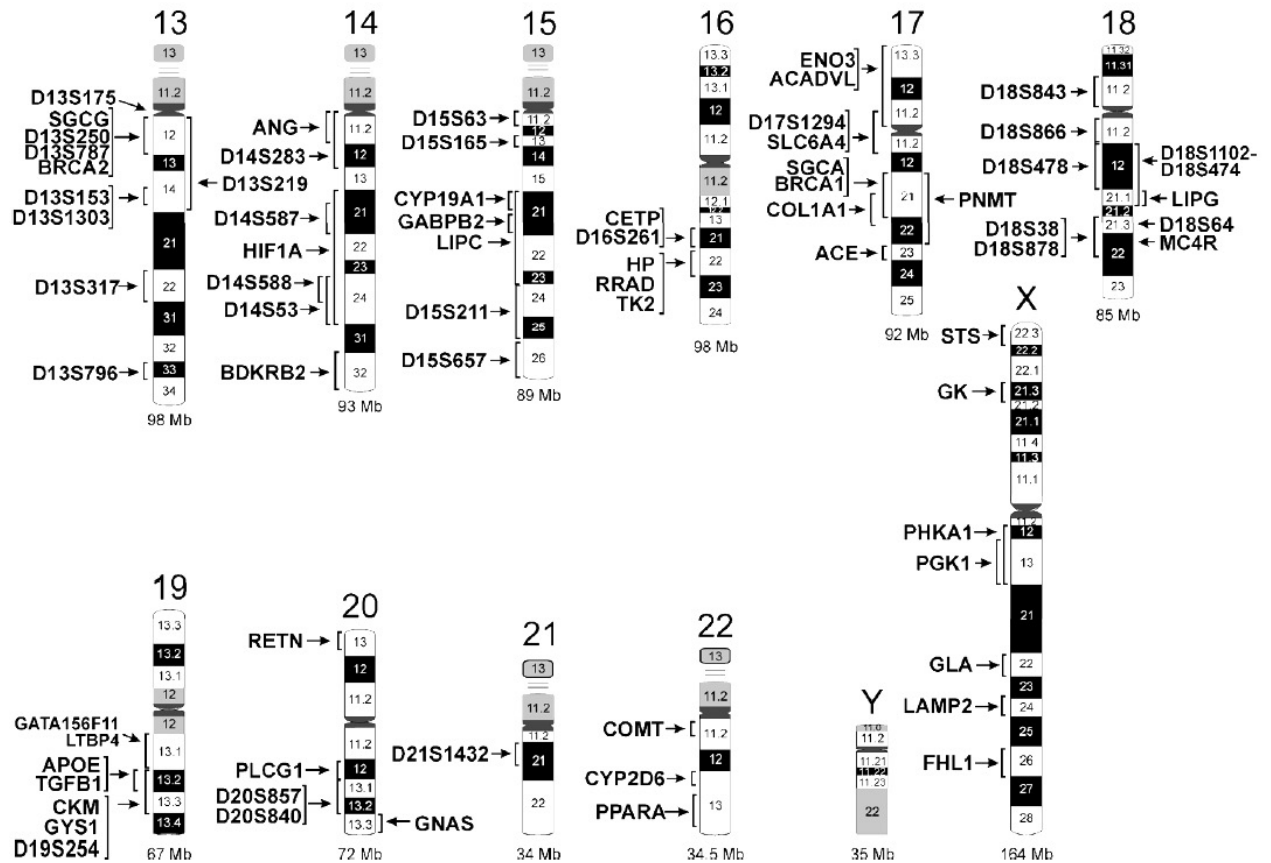 13
13
11.2
D13S175
SGCG
D13S250
D13S787
BRCA2
12
13
D13S219
D13S153
D13S1303
14
21
D13S317
22
31
32
D13S796
33
34
98 Mb
14
13
11.2
ANG
11.2
D14S283
12
13
D14S587
21
HIF1A
22
23
D14S588
24
D14S53
31
BDKRB2
32
93 Mb
15
13
11.2
D15S63
11.2
12
D15S165
13
14
15
CYP19A1
GABPB2
21
LIPC
22
23
24
D15S211
25
D15S657
26
89 Mb
16
13.3
13.2
13.1
12
11.2
11.2
12.1
12.2
13
CETP
D16S261
21
HP
RRAD
TK2
22
23
24
98 Mb
17
ENO3
ACADVL
13.3
12
11.2
D17S1294
SLC6A4
11.2
12
SGCA
BRCA1
21
PNMT
COL1A1
22
ACE
23
24
25
92 Mb
18
11.32
11.31
D18S843
11.2
D18S866
11.2
D18S478
12
D18S1102-
D18S474
21.1
LIPG
21.2
21.3
D18S64
D18S38
D18S878
MC4R
22
23
85 Mb
X
STS
22.3
22.2
22.1
GK
21.3
21.2
21.1
11.4
11.3
11.1
11.2
PHKA1
12
PGK1
13
21
GLA
22
23
LAMP2
24
25
FHL1
26
27
28
164 Mb
19
13.3
13.2
13.1
12
12
GATA156F11
LTBP4
13.1
APOE
TGFB1
13.2
CKM
GYS1
D19S254
13.3
13.4
67 Mb
20
RETN
13
12
11.2
11.2
PLCG1
12
D20S857
D20S840
13.1
13.2
13.3
GNAS
72 Mb
21
13
11.2
11.2
D21S1432
21
22
34 Mb
22
13
11.2
COMT
11.2
12
CYP2D6
PPARA
13
34.5 Mb
Y
11.0
11.2
11.21
11.22
11.23
22
35 Mb